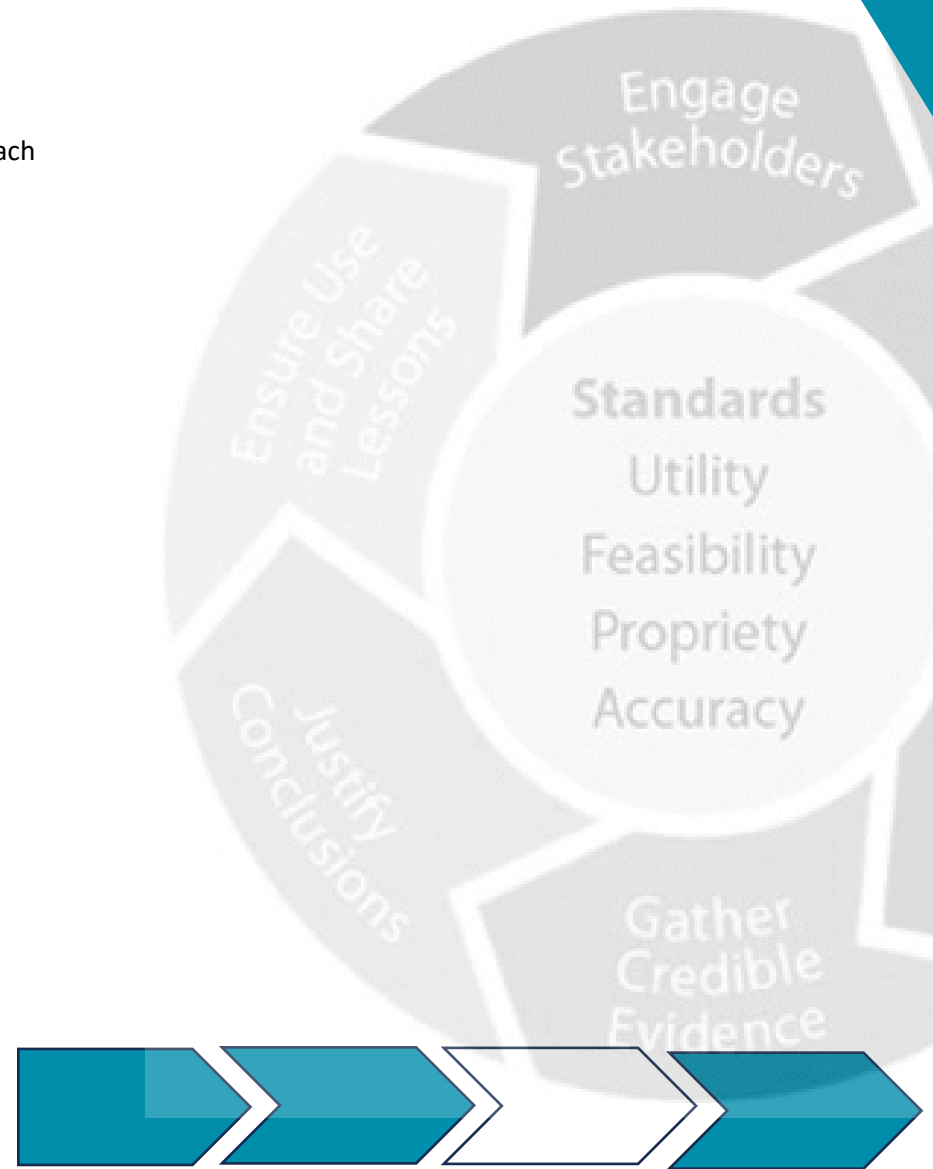 ach
Engage
Stakeholders
Ensure Use
and Share
Lessons
Standards
Utility
Feasibility
Propriety
Accuracy
Justify
Conclusions
Gather
Credible
Evidence